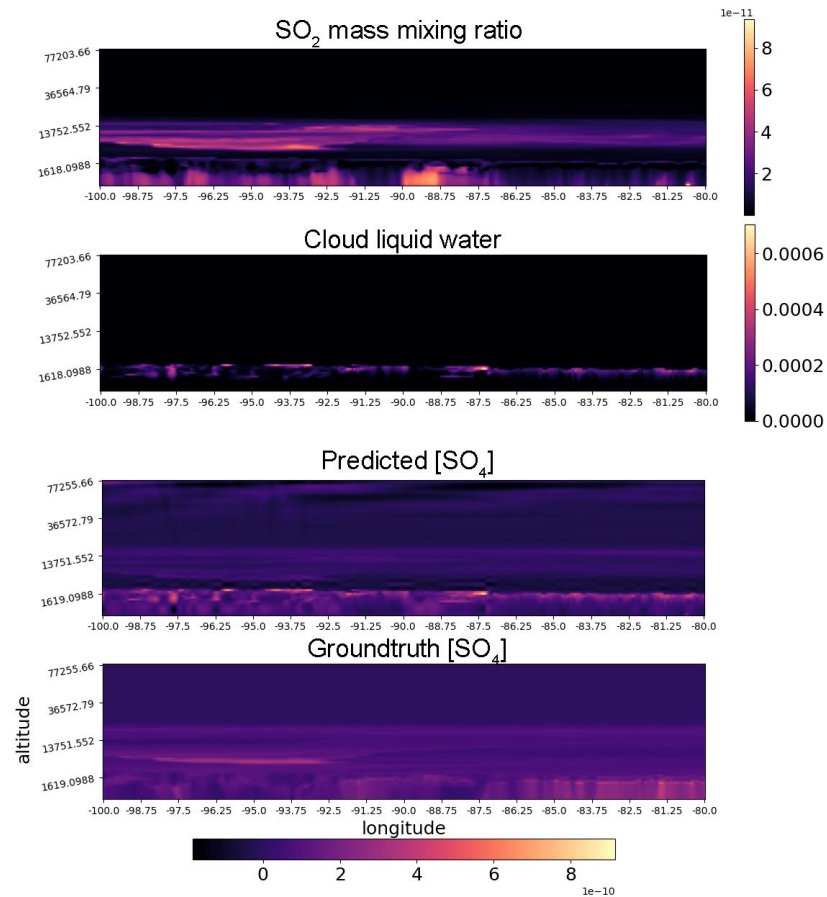 1e−11
SO2 mass mixing ratio
77203.66
36564.79
13752.552
1618.0988
-100.0 -98.75 -97.5 -96.25 -95.0 -93.75 -92.5 -91.25 -90.0 -88.75 -87.5 -86.25 -85.0 -83.75 -82.5 -81.25 -80.0
8
6
4
2
Cloud liquid water
77203.66
36564.79
13752.552
1618.0988
-100.0 -98.75 -97.5 -96.25 -95.0 -93.75 -92.5 -91.25 -90.0 -88.75 -87.5 -86.25 -85.0 -83.75 -82.5 -81.25 -80.0
0.0006
0.0004
0.0002
0.0000
Predicted [SO4]
77255.66
36572.79
13751.552
1619.0988
-100.0 -98.75 -97.5 -96.25 -95.0 -93.75 -92.5 -91.25 -90.0 -88.75 -87.5 -86.25 -85.0 -83.75 -82.5 -81.25 -80.0
Groundtruth [SO4]
altitude
77255.66
36572.79
13751.552
1619.0988
-100.0 -98.75 -97.5 -96.25 -95.0 -93.75 -92.5 -91.25 -90.0 -88.75 -87.5 -86.25 -85.0 -83.75 -82.5 -81.25 -80.0
longitude
0 2 4 6 8
1e−10